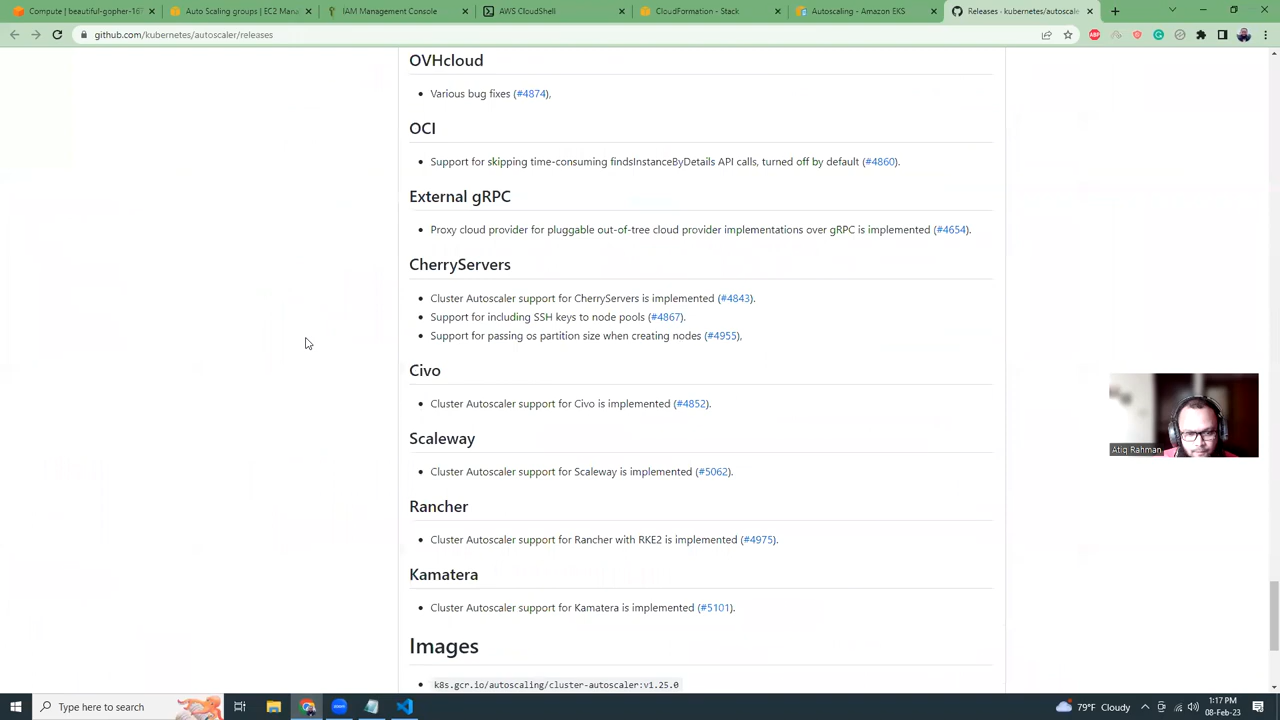 Compute | beautiful-gopher-167
Auto Scaling groups | EC2 Mana
IAM Management Console
AWS CloudShell
CloudFormation - Stack
Autoscaling - Amazon EKS
Releases · kubernetes/autoscale
github.com/kubernetes/autoscaler/releases
OVHcloud
Various bug fixes (#4874),
OCI
Support for skipping time-consuming findsInstanceByDetails API calls, turned off by default (#4860).
External gRPC
Proxy cloud provider for pluggable out-of-tree cloud provider implementations over gRPC is implemented (#4654).
CherryServers
Cluster Autoscaler support for CherryServers is implemented (#4843).
Support for including SSH keys to node pools (#4867).
Support for passing os partition size when creating nodes (#4955),
Civo
Cluster Autoscaler support for Civo is implemented (#4852).
Scaleway
Cluster Autoscaler support for Scaleway is implemented (#5062).
Rancher
Cluster Autoscaler support for Rancher with RKE2 is implemented (#4975).
Kamatera
Cluster Autoscaler support for Kamatera is implemented (#5101).
Images
k8s.gcr.io/autoscaling/cluster-autoscaler:v1.25.0
Atiq Rahman
Type here to search
79°F Cloudy
1:17 PM
08-Feb-23